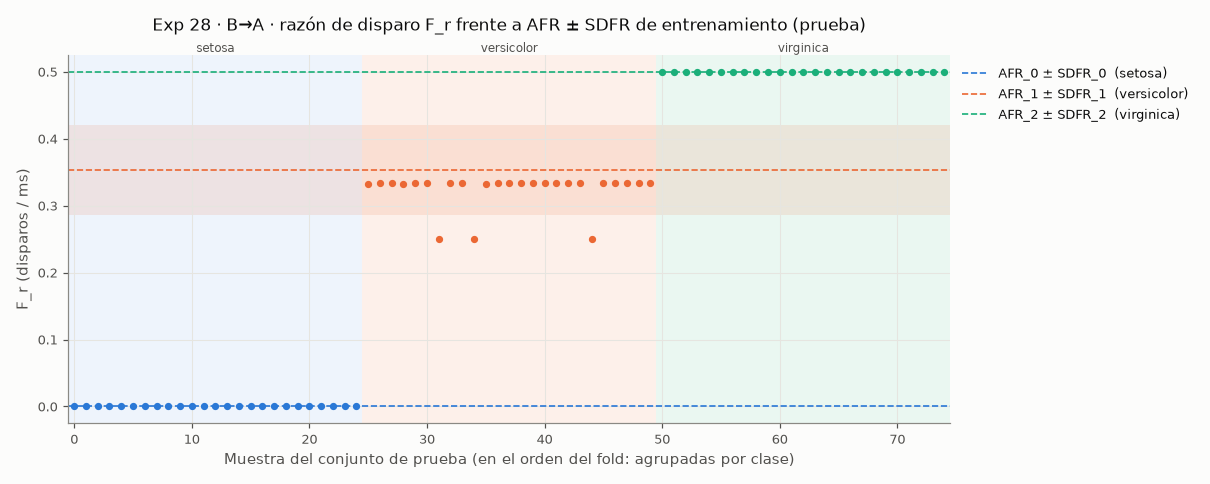 Exp 28 · B→A · razón de disparo F_r frente a AFR ± SDFR de entrenamiento (prueba)
setosa
versicolor
virginica
0.5
0.4
0.3
0.2
0.1
0.0
F_r (disparos / ms)
0
10
20
30
40
50
60
70
Muestra del conjunto de prueba (en el orden del fold: agrupadas por clase)
AFR_0 ± SDFR_0 (setosa)
AFR_1 ± SDFR_1 (versicolor)
AFR_2 ± SDFR_2 (virginica)